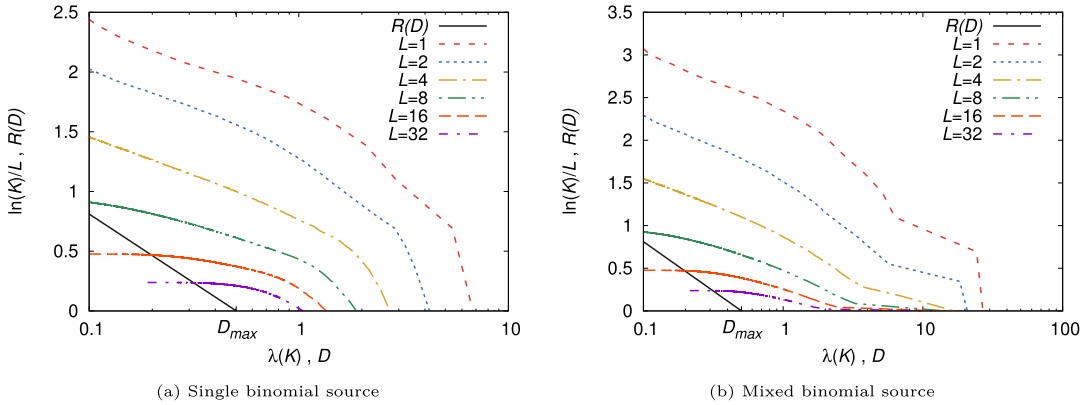 2.5
2
1.5
1
0.5
0
ln(K)/L , R(D)
0.1
1
10
D_max
λ(K) , D
R(D)
L=1
L=2
L=4
L=8
L=16
L=32
(a) Single binomial source
3.5
3
2.5
2
1.5
1
0.5
0
ln(K)/L , R(D)
0.1
1
10
100
D_max
λ(K) , D
R(D)
L=1
L=2
L=4
L=8
L=16
L=32
(b) Mixed binomial source